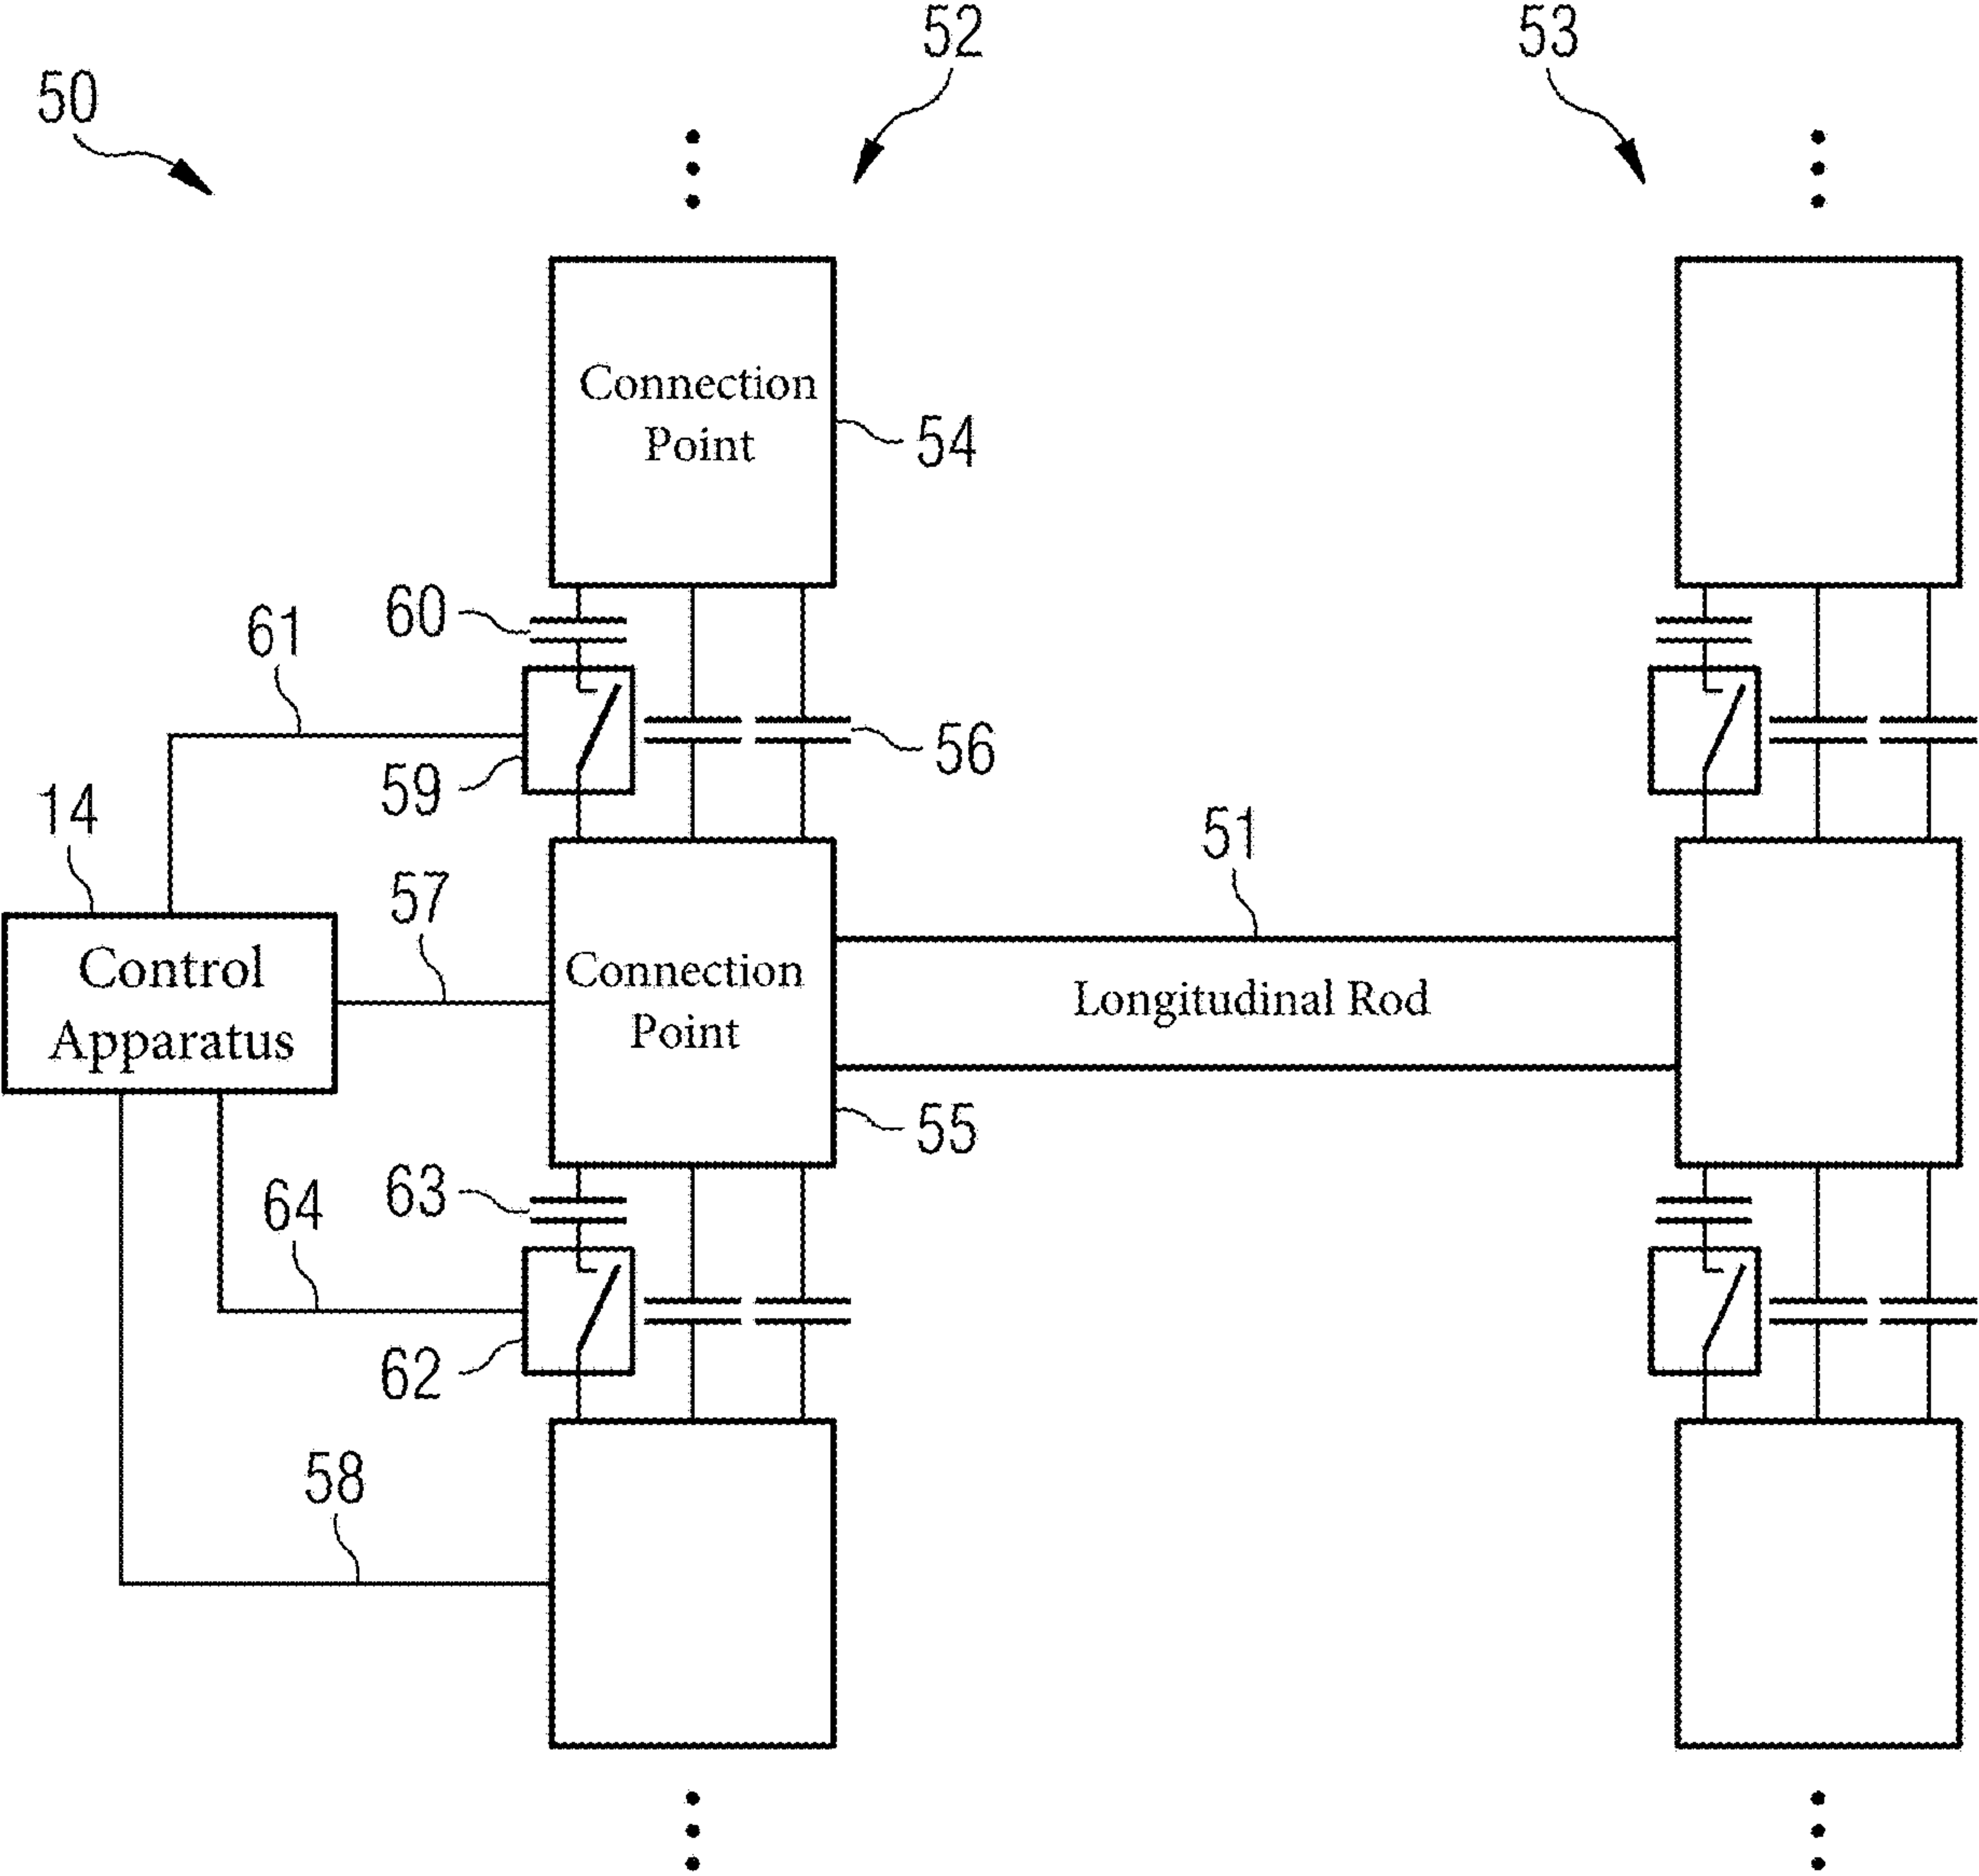 52
53
50
Connection
Point
54
60
61
56
59
14
51
57
Control
Apparatus
Connection
Point
Longitudinal Rod
55
63
64
62
58